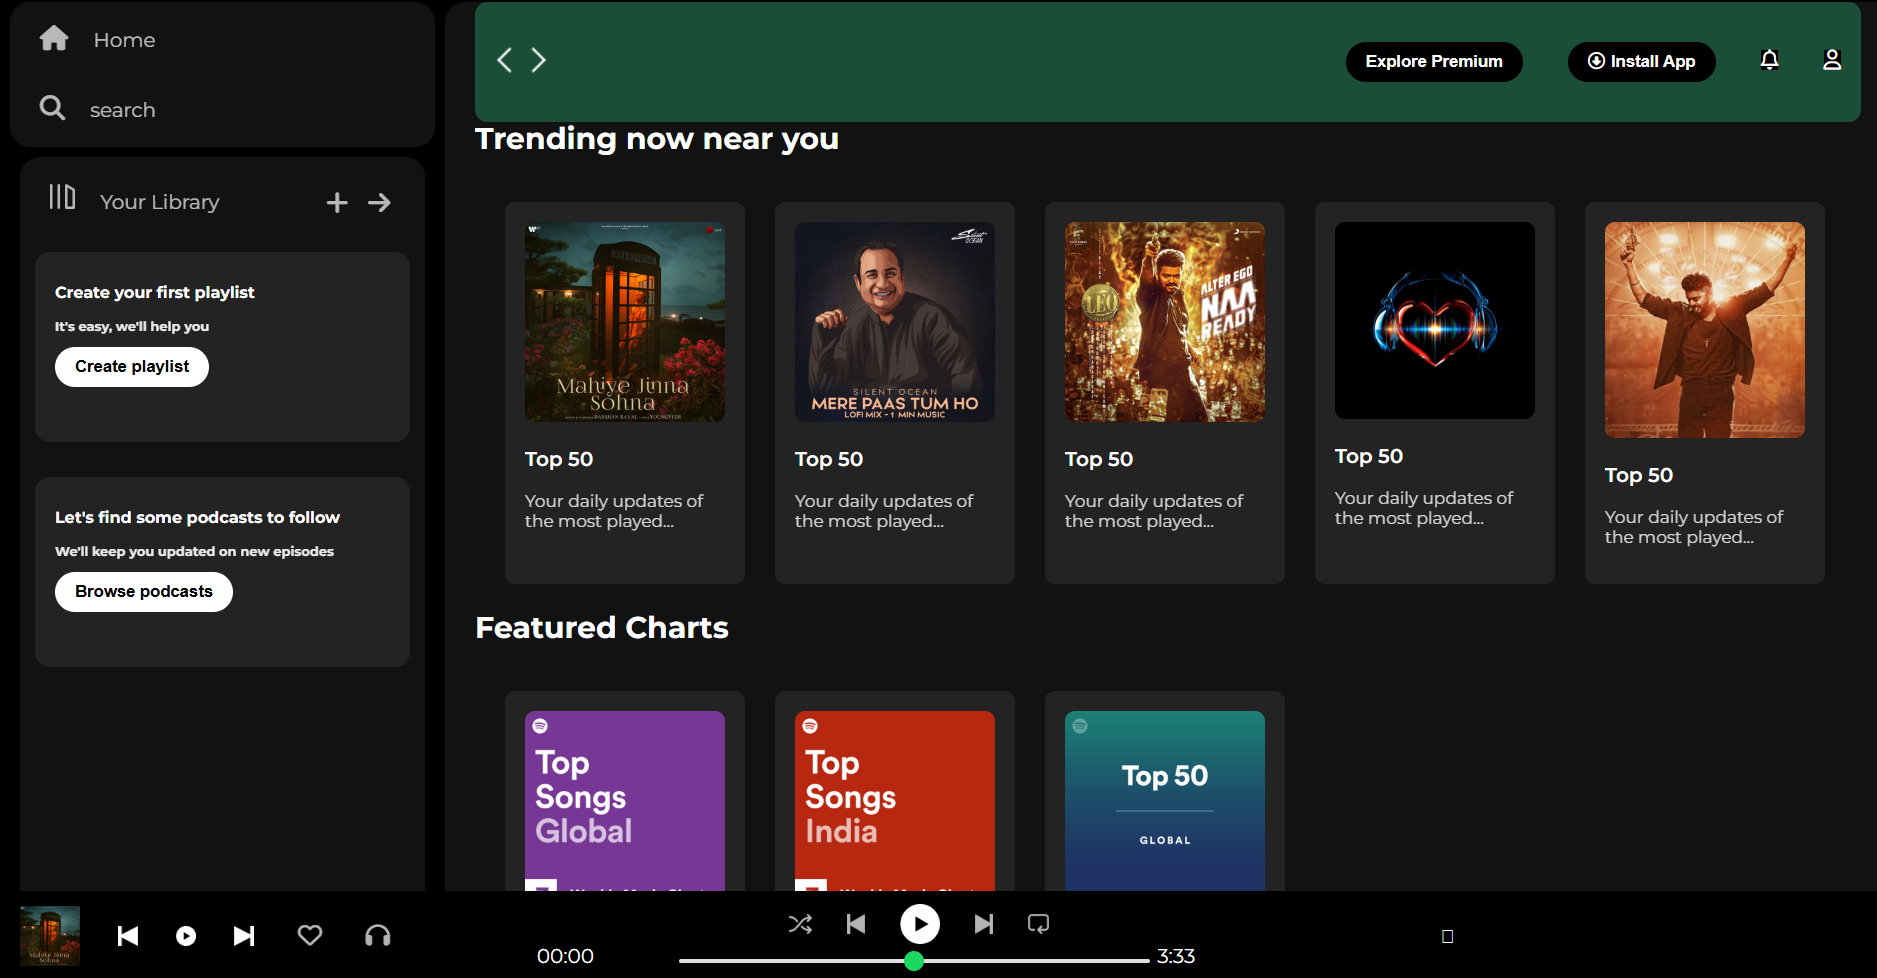 Home
search
Your Library
Create your first playlist
It's easy, we'll help you
Create playlist
Let's find some podcasts to follow
We'll keep you updated on new episodes
Browse podcasts
Explore Premium
Install App
Trending now near you
TELEPHONE
Mahiye Jinna
Sohna
Silent
OCEAN
SILENT OCEAN
MERE PAAS TUM HO
LOFI MIX - 1 MIN MUSIC
LEO
ALTER EGO
NAA
READY
Top 50
Your daily updates of
the most played...
Top 50
Your daily updates of
the most played...
Top 50
Your daily updates of
the most played...
Top 50
Your daily updates of
the most played...
Top 50
Your daily updates of
the most played...
Featured Charts
Top
Songs
Global
Top
Songs
India
Top 50
GLOBAL
Mahiye Jinna
Sohna
00:00
3:33